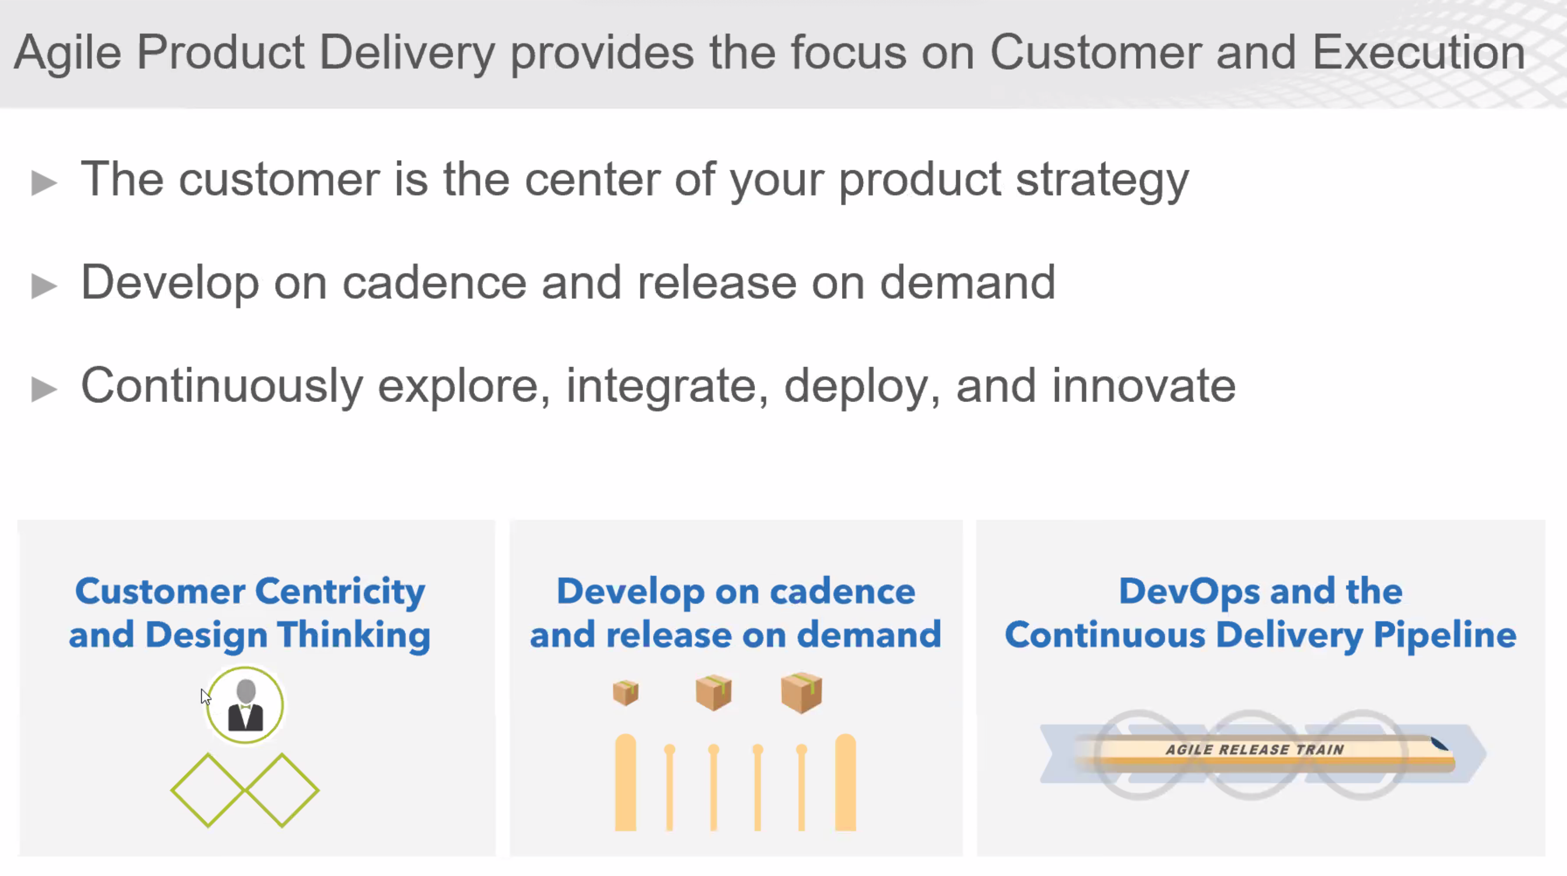 Agile Product Delivery provides the focus on Customer and Execution
The customer is the center of your product strategy
Develop on cadence and release on demand
Continuously explore, integrate, deploy, and innovate
Customer Centricity
and Design Thinking
Develop on cadence
and release on demand
DevOps and the
Continuous Delivery Pipeline
AGILE RELEASE TRAIN